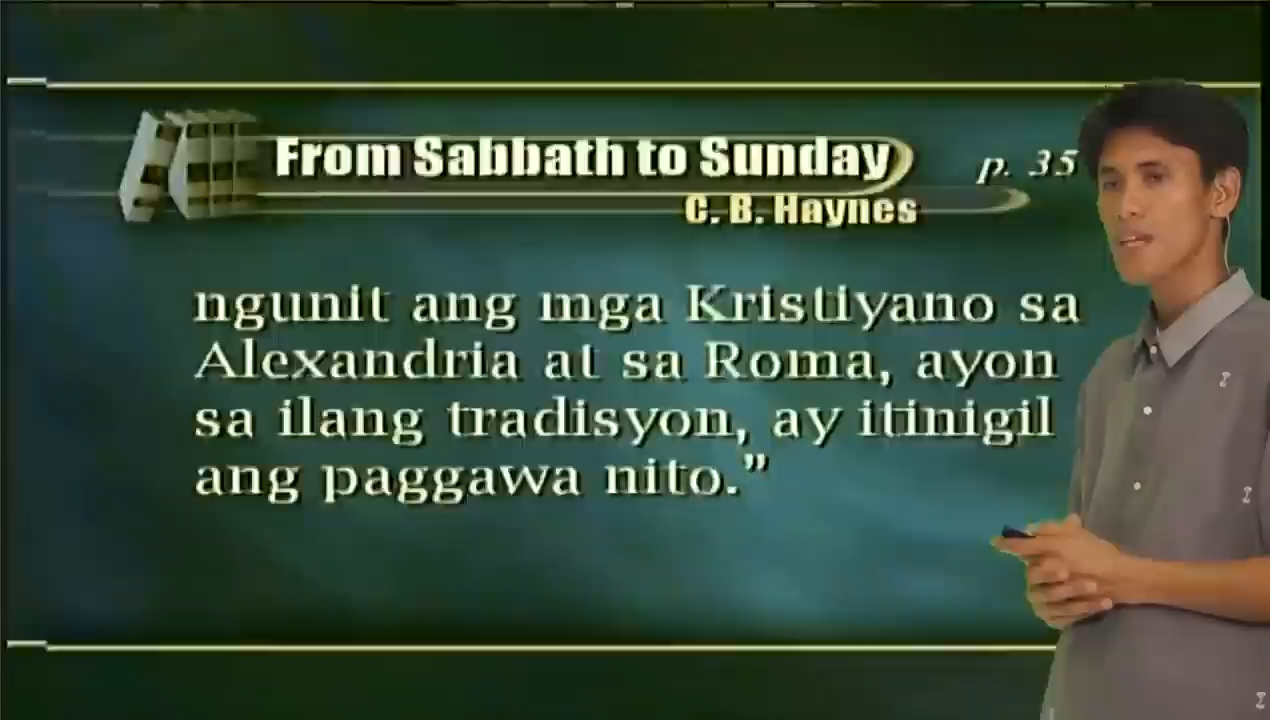 From Sabbath to Sunday p. 35
C. B. Haynes
ngunit ang mga Kristiyano sa
Alexandria at sa Roma, ayon
sa ilang tradisyon, ay itinigil
ang paggawa nito.”